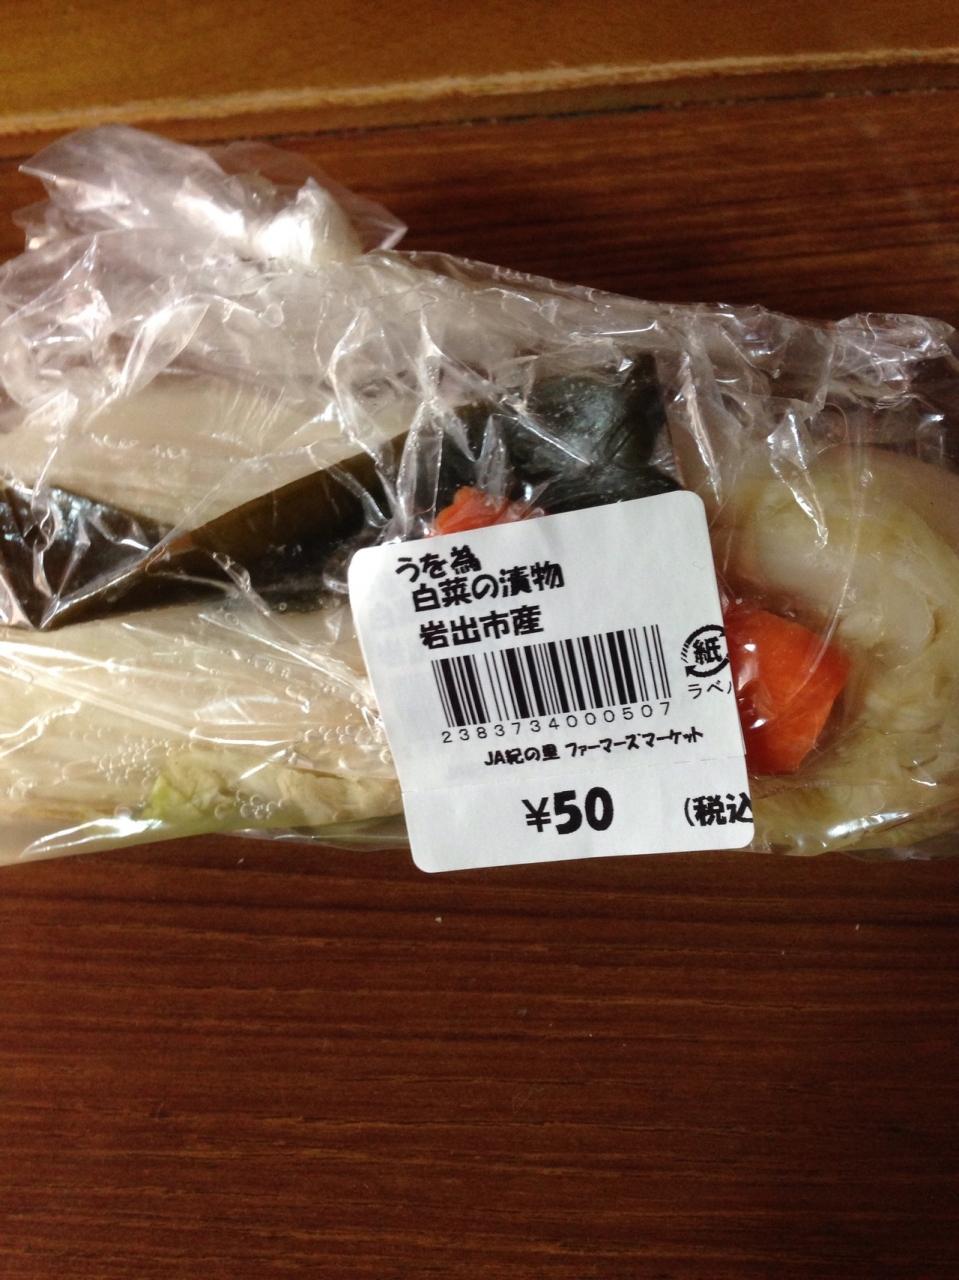 うを為
白菜の漬物
岩出市産
紙
ラベ
2383734000507
JA紀の里 ファーマーズマーケット
¥50
(税込